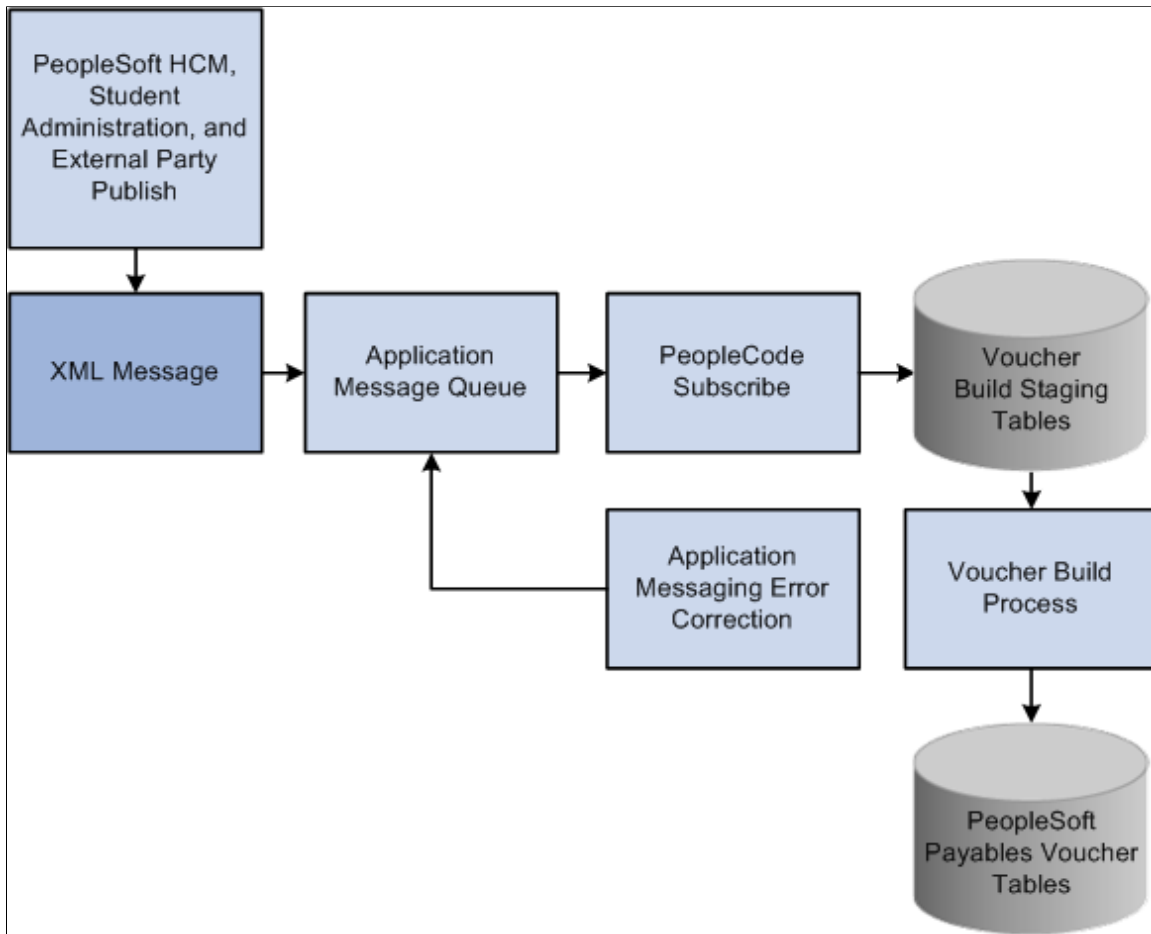 PeopleSoft HCM,
Student
Administration, and
External Party
Publish
XML Message
Application
Message Queue
PeopleCode
Subscribe
Voucher
Build Staging
Tables
Application
Messaging Error
Correction
Voucher Build
Process
PeopleSoft
Payables Voucher
Tables